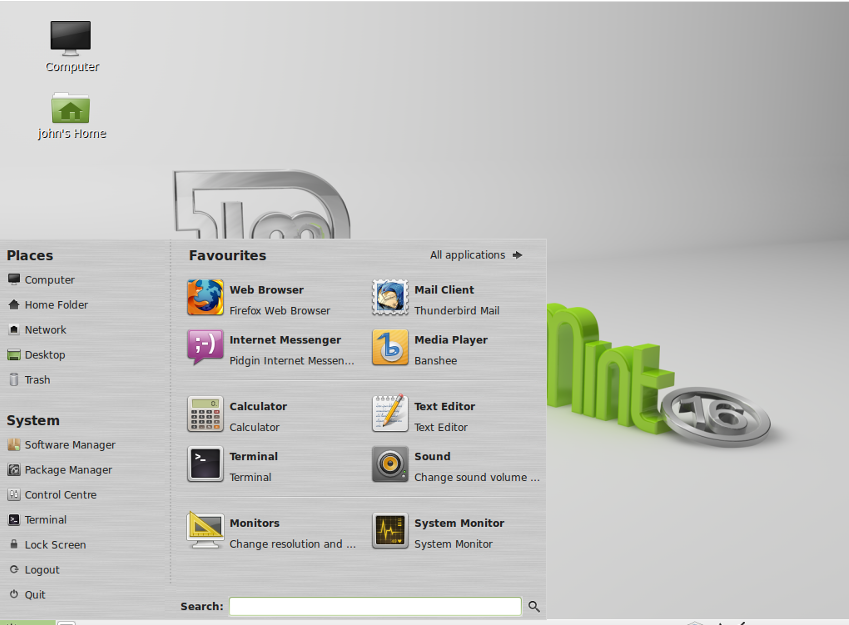 Computer
john's Home
Places
Computer
Home Folder
Network
Desktop
Trash
System
Software Manager
Package Manager
Control Centre
Terminal
Lock Screen
Logout
Quit
Favourites
All applications
Web Browser
Firefox Web Browser
Mail Client
Thunderbird Mail
Internet Messenger
Pidgin Internet Messen...
Media Player
Banshee
Calculator
Calculator
Text Editor
Text Editor
Terminal
Terminal
Sound
Change sound volume ...
Monitors
Change resolution and ...
System Monitor
System Monitor
Search:
mint
16